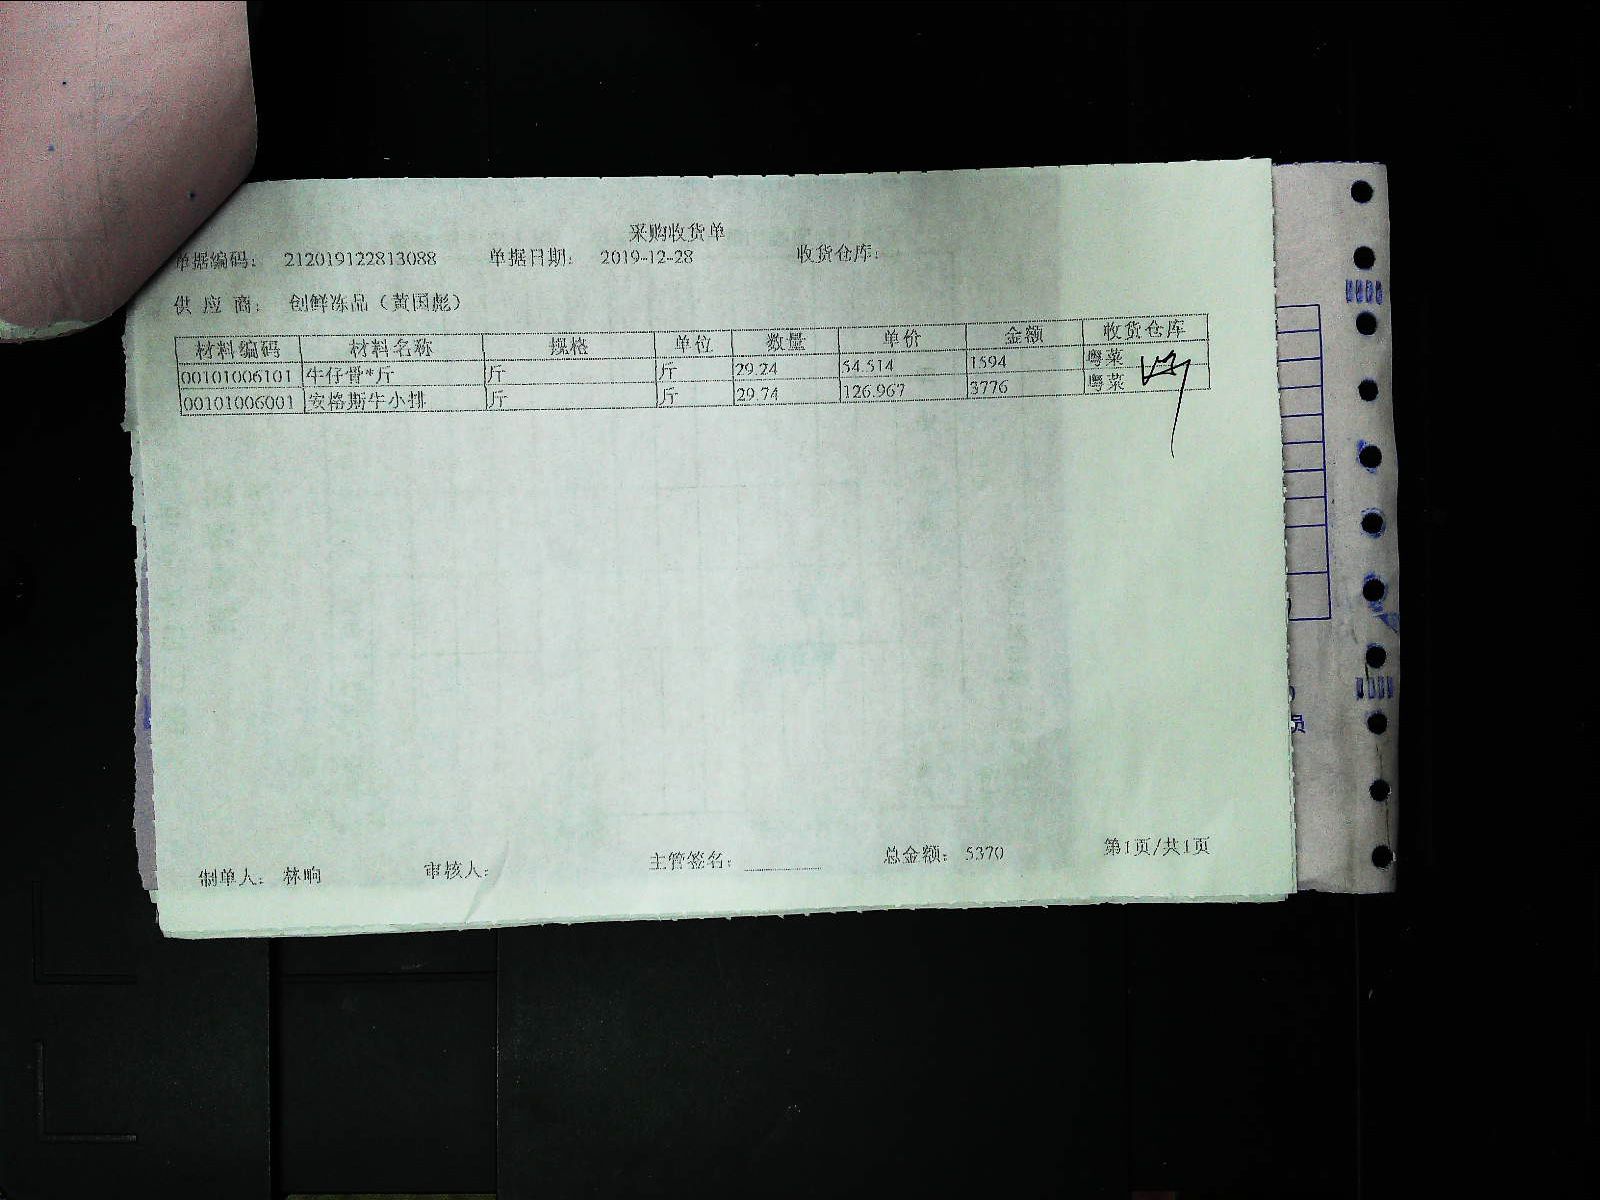 采购收货单
单据编码： 212019122813088 单据日期： 2019-12-28 收货仓库：
供 应 商： 创鲜冻品（黄国彪）
材料编码 材料名称 规格 单位 数量 单价 金额 收货仓库
00101006101 牛仔骨*斤 斤 斤 29.24 54.514 1594 粤菜
00101006001 安格斯牛小排 斤 斤 29.74 126.967 3776 粤菜
制单人： 林响 审核人： 主管签名： 总金额： 5370 第1页/共1页
员